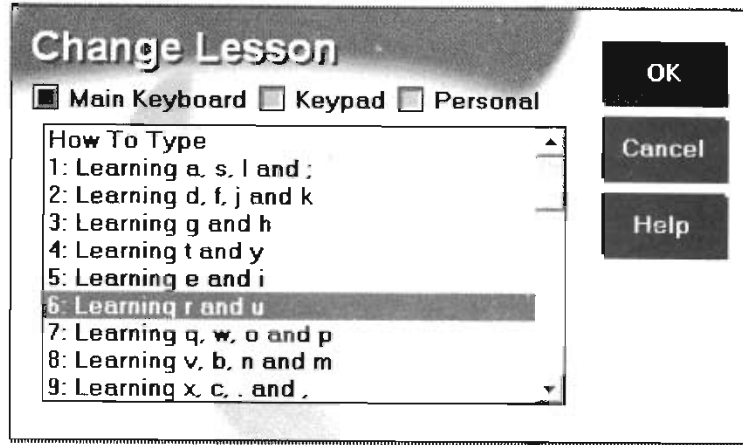 Change Lesson
Main Keyboard Keypad Personal
How To Type
1: Learning a, s, l and ;
2: Learning d, f, j and k
3: Learning g and h
4: Learning t and y
5: Learning e and i
6: Learning r and u
7: Learning q, w, o and p
8: Learning v, b, n and m
9: Learning x, c, . and ,
OK
Cancel
Help